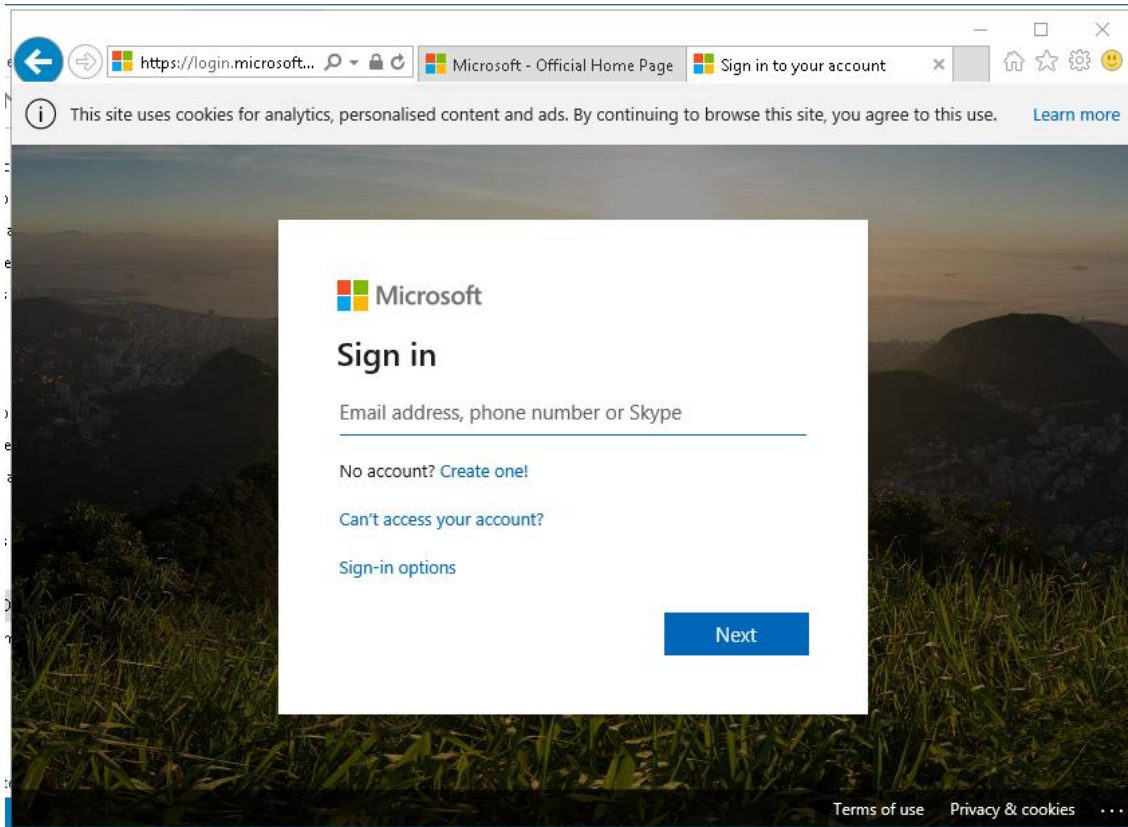 https://login.microsoft...
Microsoft - Official Home Page
Sign in to your account
This site uses cookies for analytics, personalised content and ads. By continuing to browse this site, you agree to this use.
Learn more
Microsoft
Sign in
Email address, phone number or Skype
No account? Create one!
Can't access your account?
Sign-in options
Next
Terms of use
Privacy & cookies
...